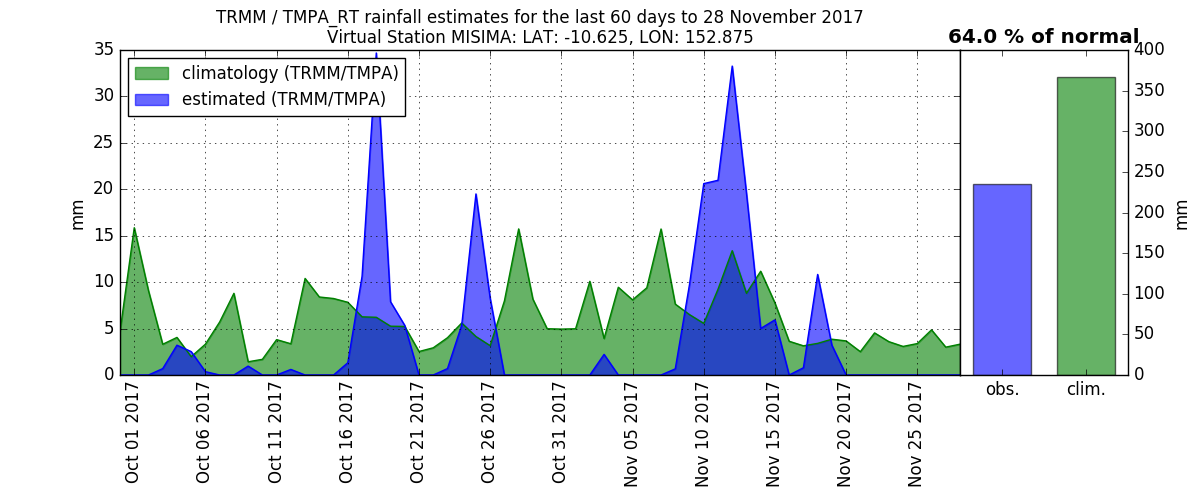 TRMM / TMPA_RT rainfall estimates for the last 60 days to 28 November 2017
Virtual Station MISIMA: LAT: -10.625, LON: 152.875
64.0 % of normal
climatology (TRMM/TMPA)
estimated (TRMM/TMPA)
mm
35
30
25
20
15
10
5
0
Oct 01 2017
Oct 06 2017
Oct 11 2017
Oct 16 2017
Oct 21 2017
Oct 26 2017
Oct 31 2017
Nov 05 2017
Nov 10 2017
Nov 15 2017
Nov 20 2017
Nov 25 2017
obs.
clim.
400
350
300
250
200
150
100
50
0
mm